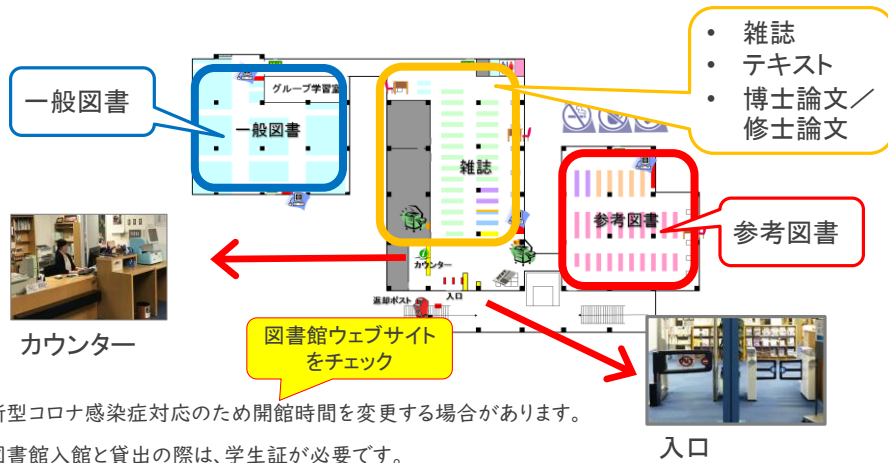 ・ 雑誌
・ テキスト
・ 博士論文／
修士論文
一般図書
グループ学習室
一般図書
雑誌
参考図書
参考図書
カウンター
入口
返却ポスト
カウンター
図書館ウェブサイト
をチェック
新型コロナ感染症対応のため開館時間を変更する場合があります。
図書館入館と貸出の際は、学生証が必要です。
入口